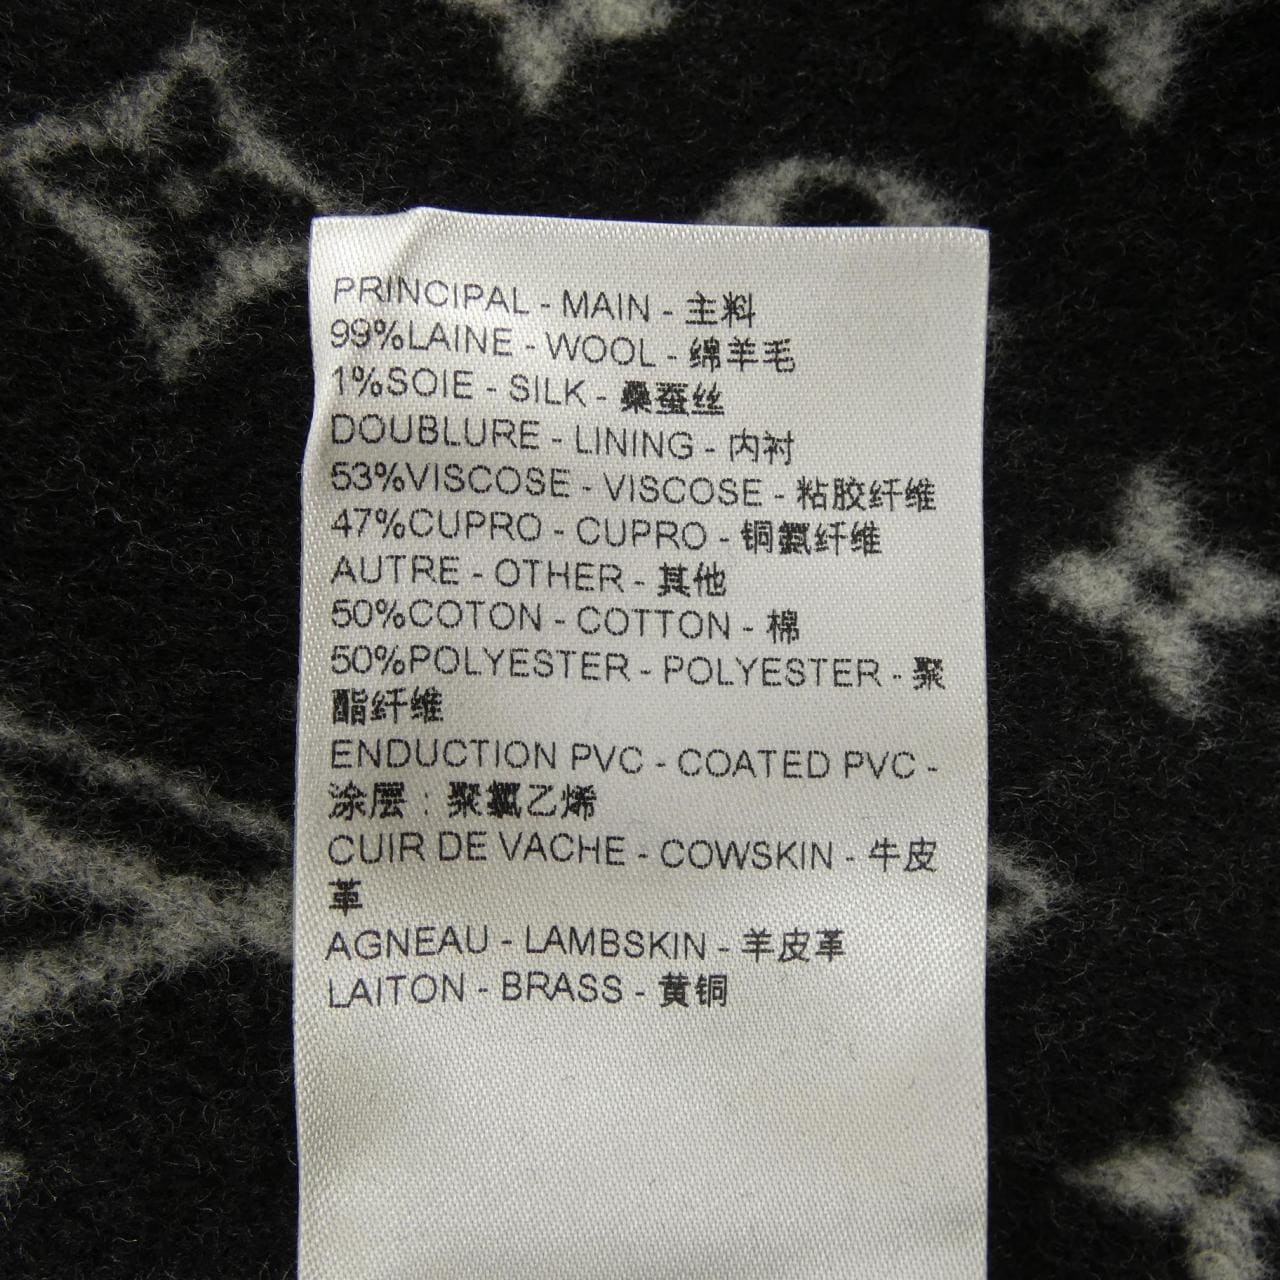 PRINCIPAL - MAIN - 主料
99%LAINE - WOOL - 绵羊毛
1%SOIE - SILK - 桑蚕丝
DOUBLURE - LINING - 内衬
53%VISCOSE - VISCOSE - 粘胶纤维
47%CUPRO - CUPRO - 铜氨纤维
AUTRE - OTHER - 其他
50%COTON - COTTON - 棉
50%POLYESTER - POLYESTER - 聚
酯纤维
ENDUCTION PVC - COATED PVC -
涂层 : 聚氯乙烯
CUIR DE VACHE - COWSKIN - 牛皮
革
AGNEAU - LAMBSKIN - 羊皮革
LAITON - BRASS - 黄铜